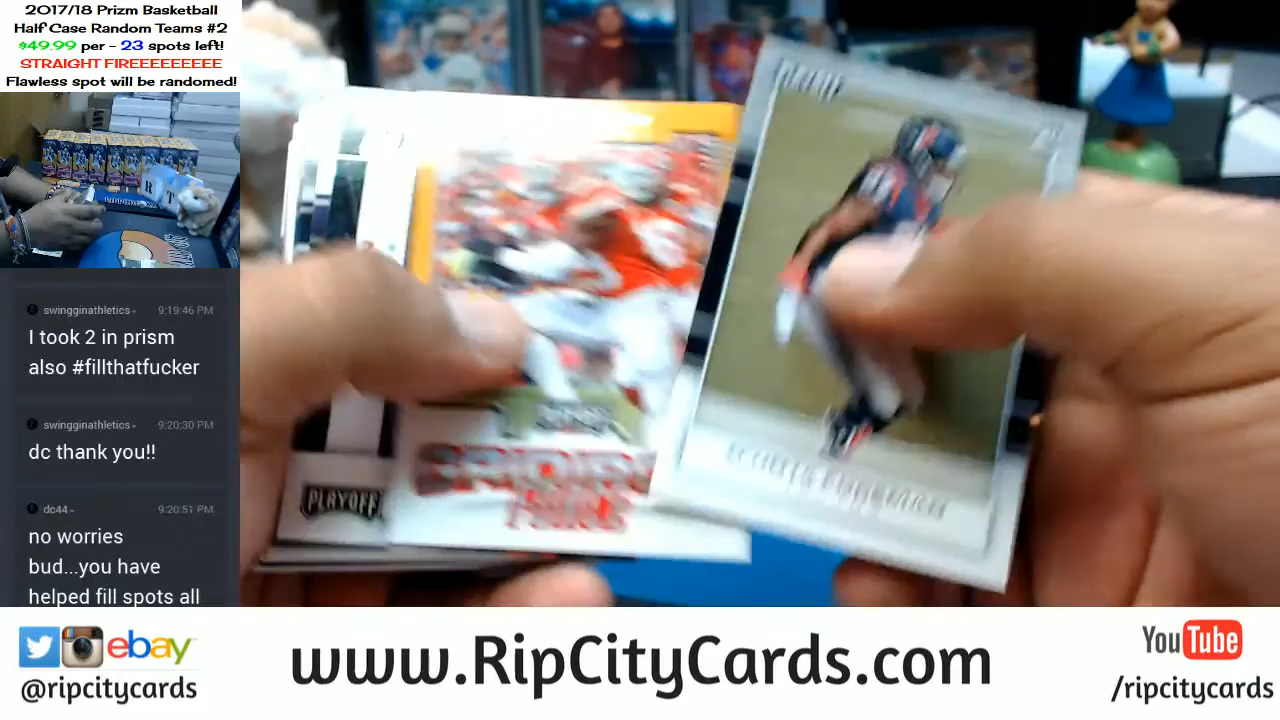 2017/18 Prizm Basketball
Half Case Random Teams #2
$49.99 per - 23 spots left!
STRAIGHT FIREEEEEEEEE
Flawless spot will be randomed!
swingginathletics
9:19:46 PM
I took 2 in prism
also #fillthatfucker
swingginathletics
9:20:30 PM
dc thank you!!
dc44
9:20:51 PM
no worries
bud...you have
helped fill spots all
PLAYOFF
ebay
@ripcitycards
www.RipCityCards.com
YouTube
/ripcitycards